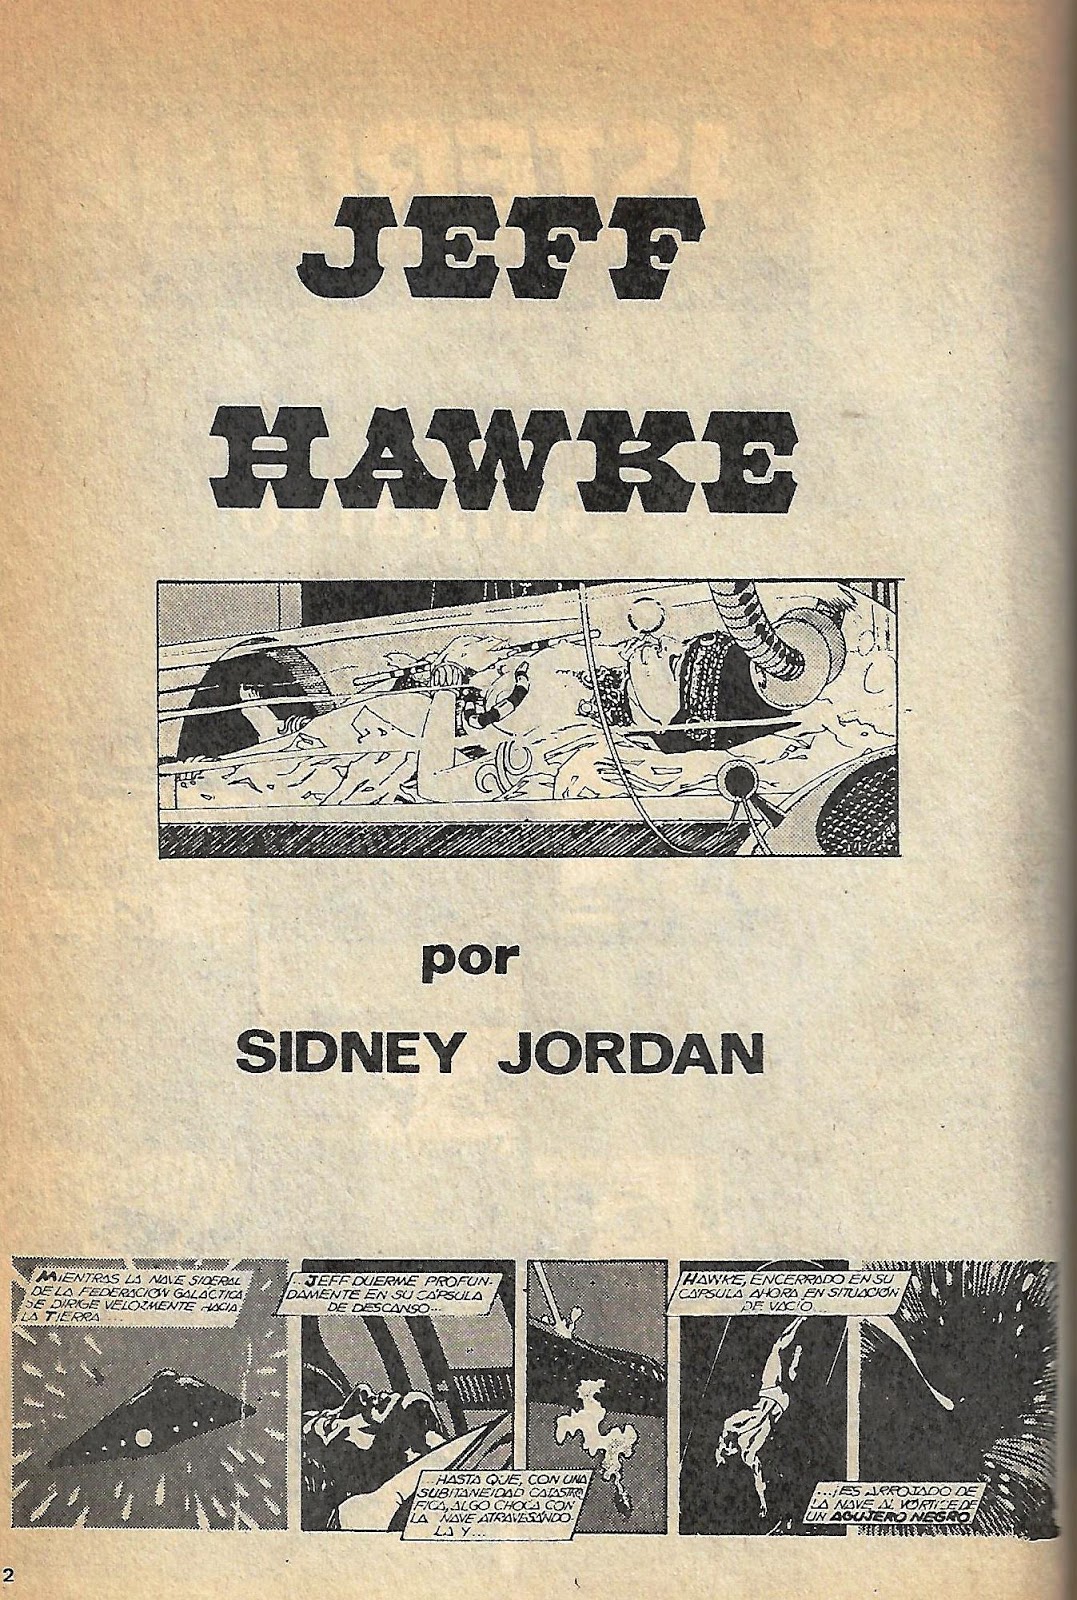 JEFF
HAWKE
por
SIDNEY JORDAN
MIENTRAS LA NAVE SIDERAL
DE LA FEDERACIÓN GALÁCTICA
SE DIRIGE VELOZMENTE HACIA
LA TIERRA...
...JEFF DUERME PROFUN-
DAMENTE EN SU CÁPSULA
DE DESCANSO...
...HASTA QUE, CON UNA
SUBITANEIDAD CATASTRÓ
FICA, ALGO CHOCA CON
LA NAVE ATRAVESÁNDO-
LA Y...
HAWKE, ENCERRADO EN SU
CÁPSULA AHORA EN SITUACIÓN
DE VACÍO...
...¡ES ARROJADO DE
LA NAVE AL VÓRTICE DE
UN AGUJERO NEGRO
2